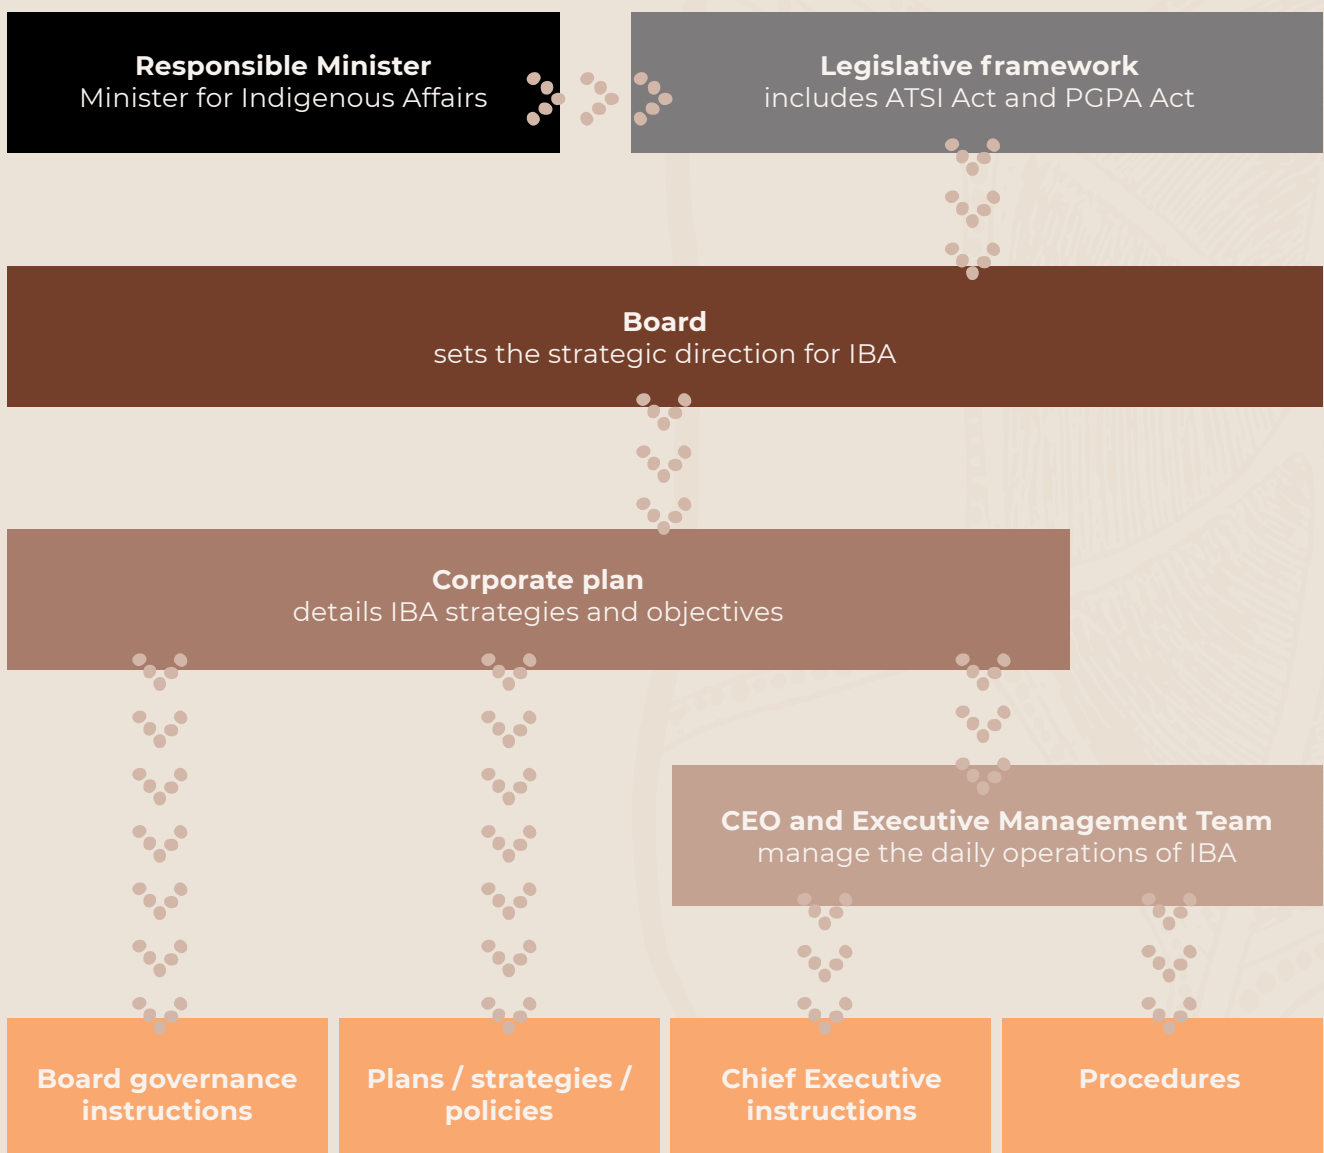 Responsible Minister
Minister for Indigenous Affairs
Legislative framework
includes ATSI Act and PGPA Act
Board
sets the strategic direction for IBA
Corporate plan
details IBA strategies and objectives
CEO and Executive Management Team
manage the daily operations of IBA
Board governance
instructions
Plans / strategies /
policies
Chief Executive
instructions
Procedures